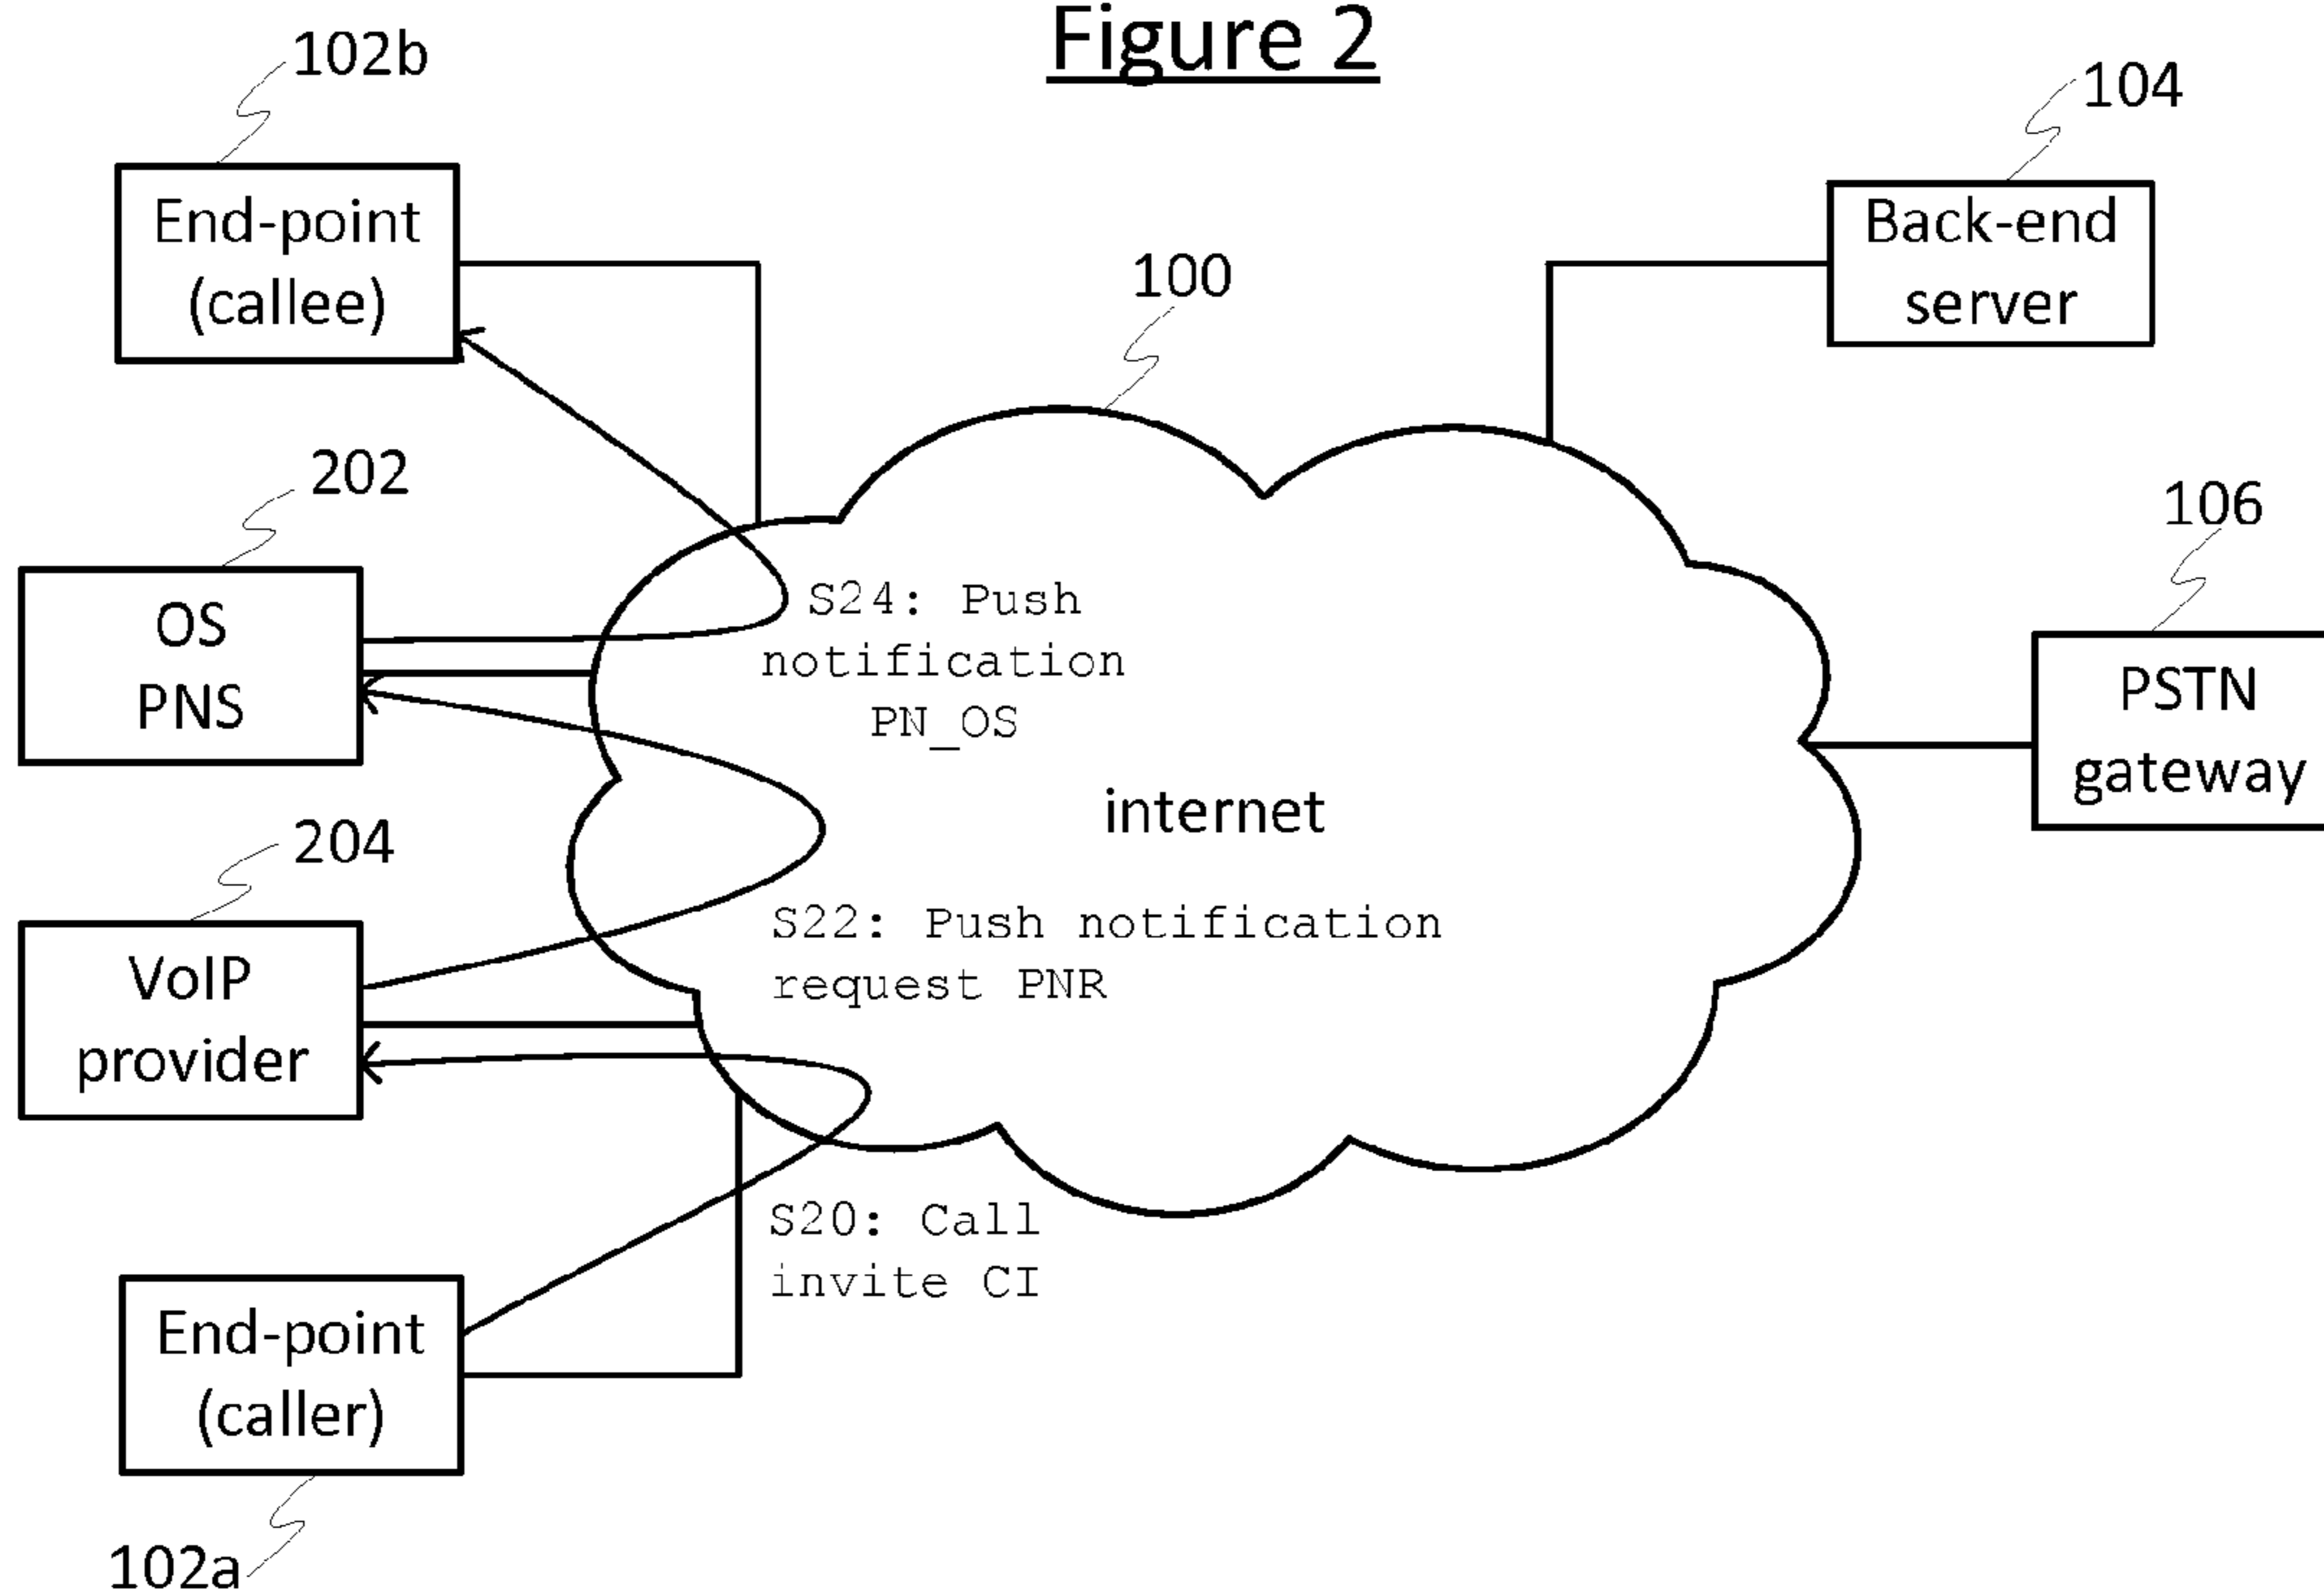 Figure 2
102b
104
End-point
(callee)
Back-end
server
100
202
106
OS
PNS
S24: Push
notification
PN_OS
PSTN
gateway
internet
204
VoIP
provider
S22: Push notification
request PNR
S20: Call
invite CI
End-point
(caller)
102a